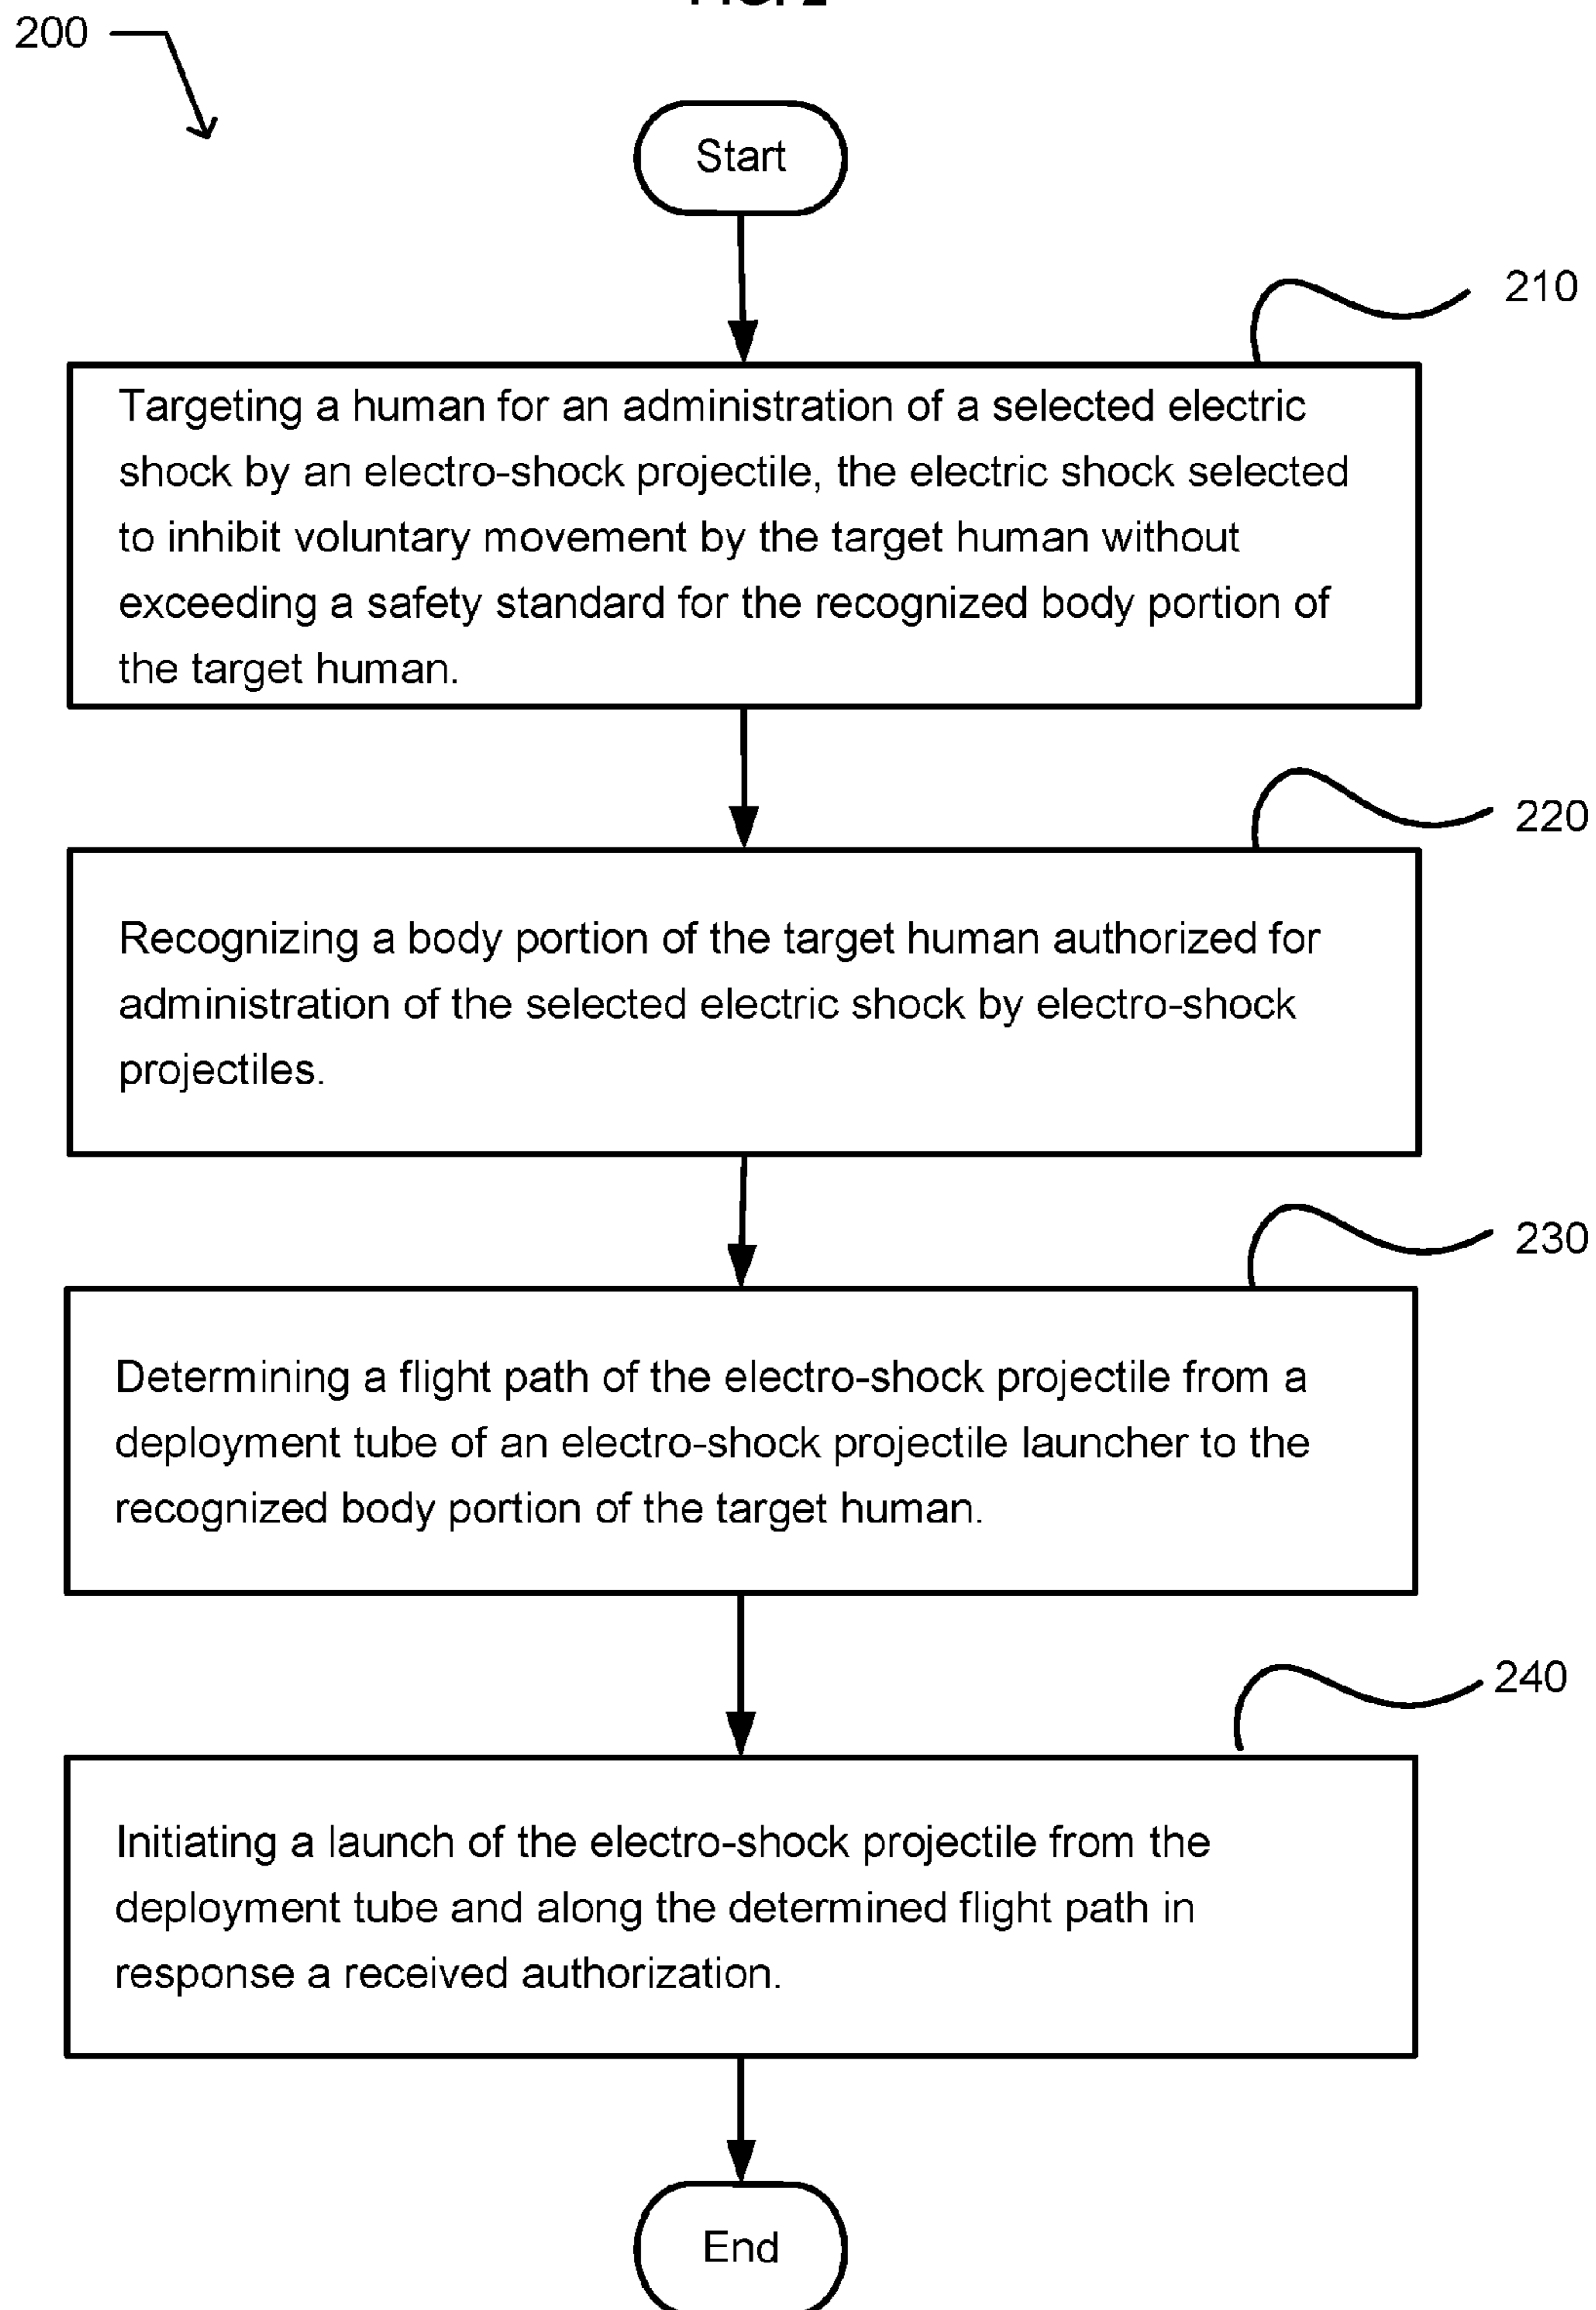 200
Start
210
Targeting a human for an administration of a selected electric
shock by an electro-shock projectile, the electric shock selected
to inhibit voluntary movement by the target human without
exceeding a safety standard for the recognized body portion of
the target human.
220
Recognizing a body portion of the target human authorized for
administration of the selected electric shock by electro-shock
projectiles.
230
Determining a flight path of the electro-shock projectile from a
deployment tube of an electro-shock projectile launcher to the
recognized body portion of the target human.
240
Initiating a launch of the electro-shock projectile from the
deployment tube and along the determined flight path in
response a received authorization.
End